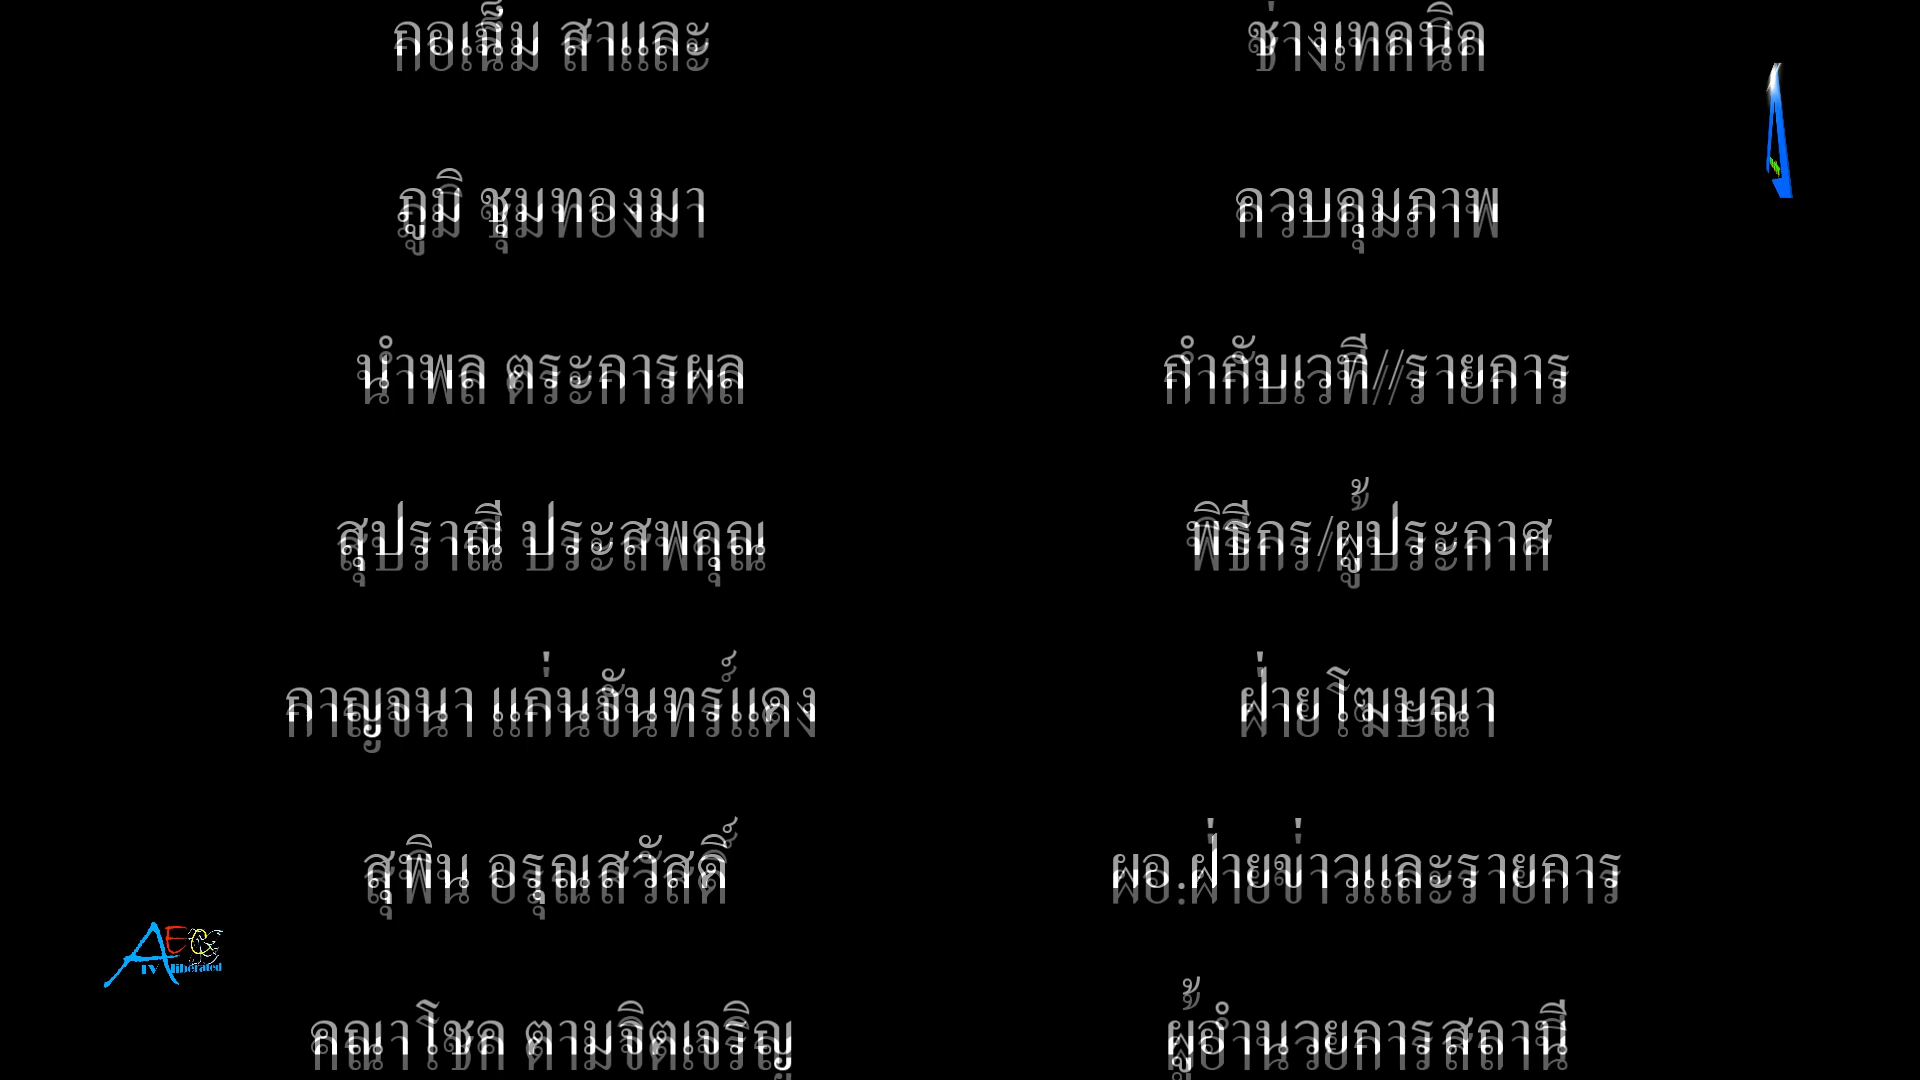 กอเน็ม สาและ ช่างเทคนิค
ภูมิ ชุมทองมา ควบคุมภาพ
นำพล ตระการผล กำกับเวที//รายการ
สุปราณี ประสพคุณ พิธีกร/ผู้ประกาศ
กาญจนา แก่นจันทร์แดง ฝ่ายโฆษณา
สุพิน อรุณสวัสดิ์ ผอ.ฝ่ายข่าวและรายการ
AEC
TV liberated
คณาโชค ตามจิตเจริญ ผู้อำนวยการสถานี